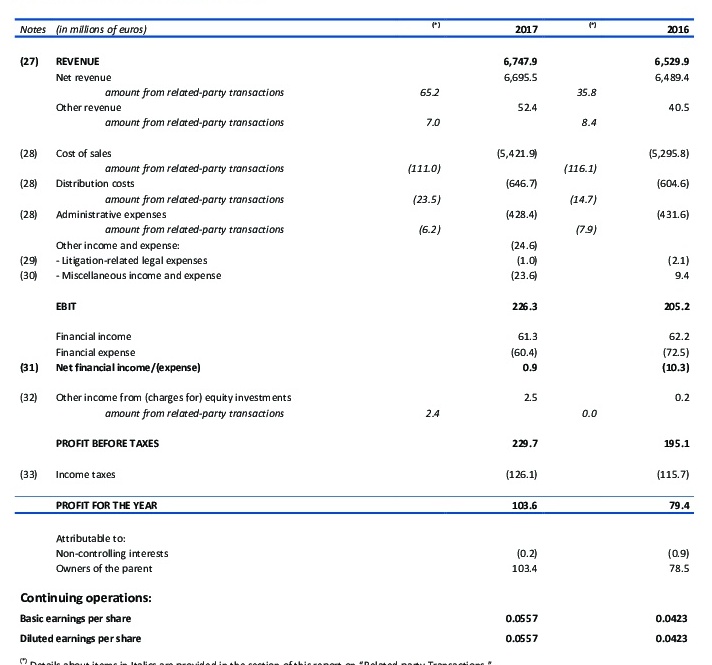 Notes (in millions of euros) (*) 2017 (*) 2016
(27) REVENUE 6,747.9 6,529.9
Net revenue 6,695.5 6,489.4
amount from related-party transactions 65.2 35.8
Other revenue 52.4 40.5
amount from related-party transactions 7.0 8.4
(28) Cost of sales (5,421.9) (5,295.8)
amount from related-party transactions (111.0) (116.1)
(28) Distribution costs (646.7) (604.6)
amount from related-party transactions (23.5) (14.7)
(28) Administrative expenses (428.4) (431.6)
amount from related-party transactions (6.2) (7.9)
Other income and expense: (24.6)
(29) - Litigation-related legal expenses (1.0) (2.1)
(30) - Miscellaneous income and expense (23.6) 9.4
EBIT 226.3 205.2
Financial income 61.3 62.2
Financial expense (60.4) (72.5)
(31) Net financial income/(expense) 0.9 (10.3)
(32) Other income from (charges for) equity investments 2.5 0.2
amount from related-party transactions 2.4 0.0
PROFIT BEFORE TAXES 229.7 195.1
(33) Income taxes (126.1) (115.7)
PROFIT FOR THE YEAR 103.6 79.4
Attributable to:
Non-controlling interests (0.2) (0.9)
Owners of the parent 103.4 78.5
Continuing operations:
Basic earnings per share 0.0557 0.0423
Diluted earnings per share 0.0557 0.0423
(*) Details about items in Italics are provided in the section of this report on "Related-party Transactions."